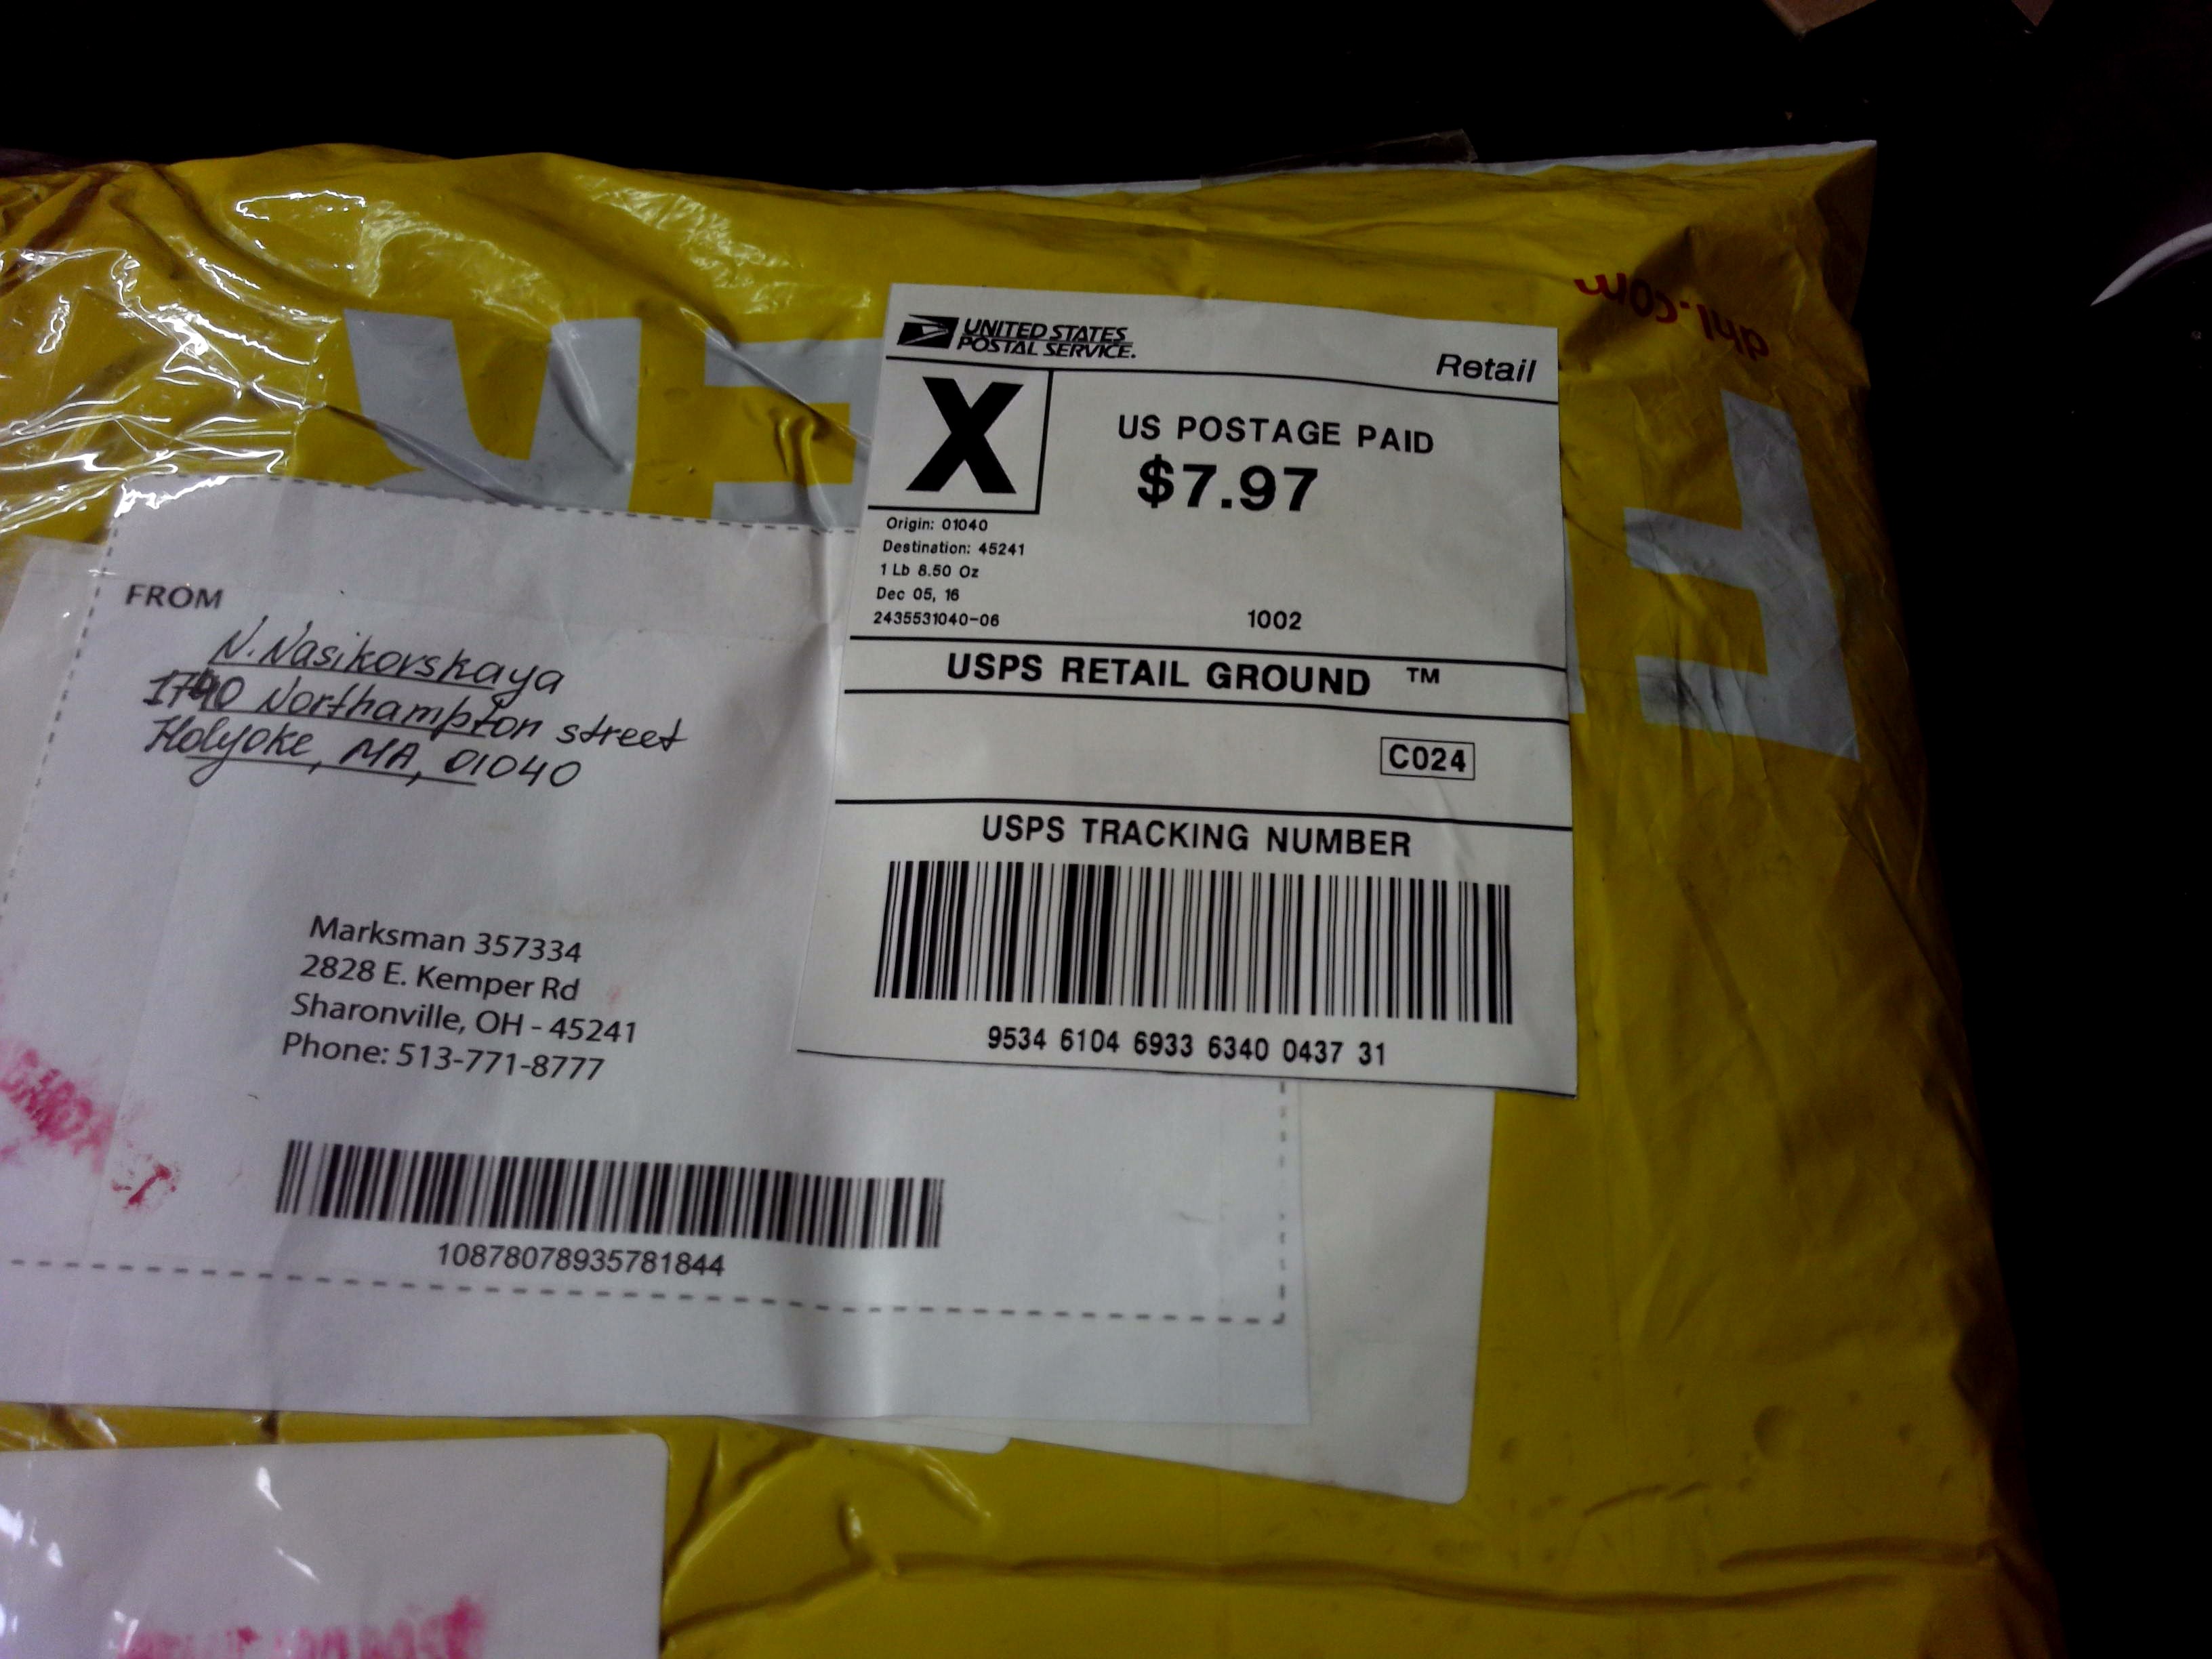 dhl.com
UNITED STATES
POSTAL SERVICE.
Retail
X
US POSTAGE PAID
$7.97
Origin: 01040
Destination: 45241
1 Lb 8.50 Oz
Dec 05, 16
2435531040-06
1002
USPS RETAIL GROUND ™
C024
USPS TRACKING NUMBER
9534 6104 6933 6340 0437 31
FROM
N. Nasikovskaya
Northampton street
Holyoke, MA, 01040
Marksman 357334
2828 E. Kemper Rd
Sharonville, OH - 45241
Phone: 513-771-8777
10878078935781844